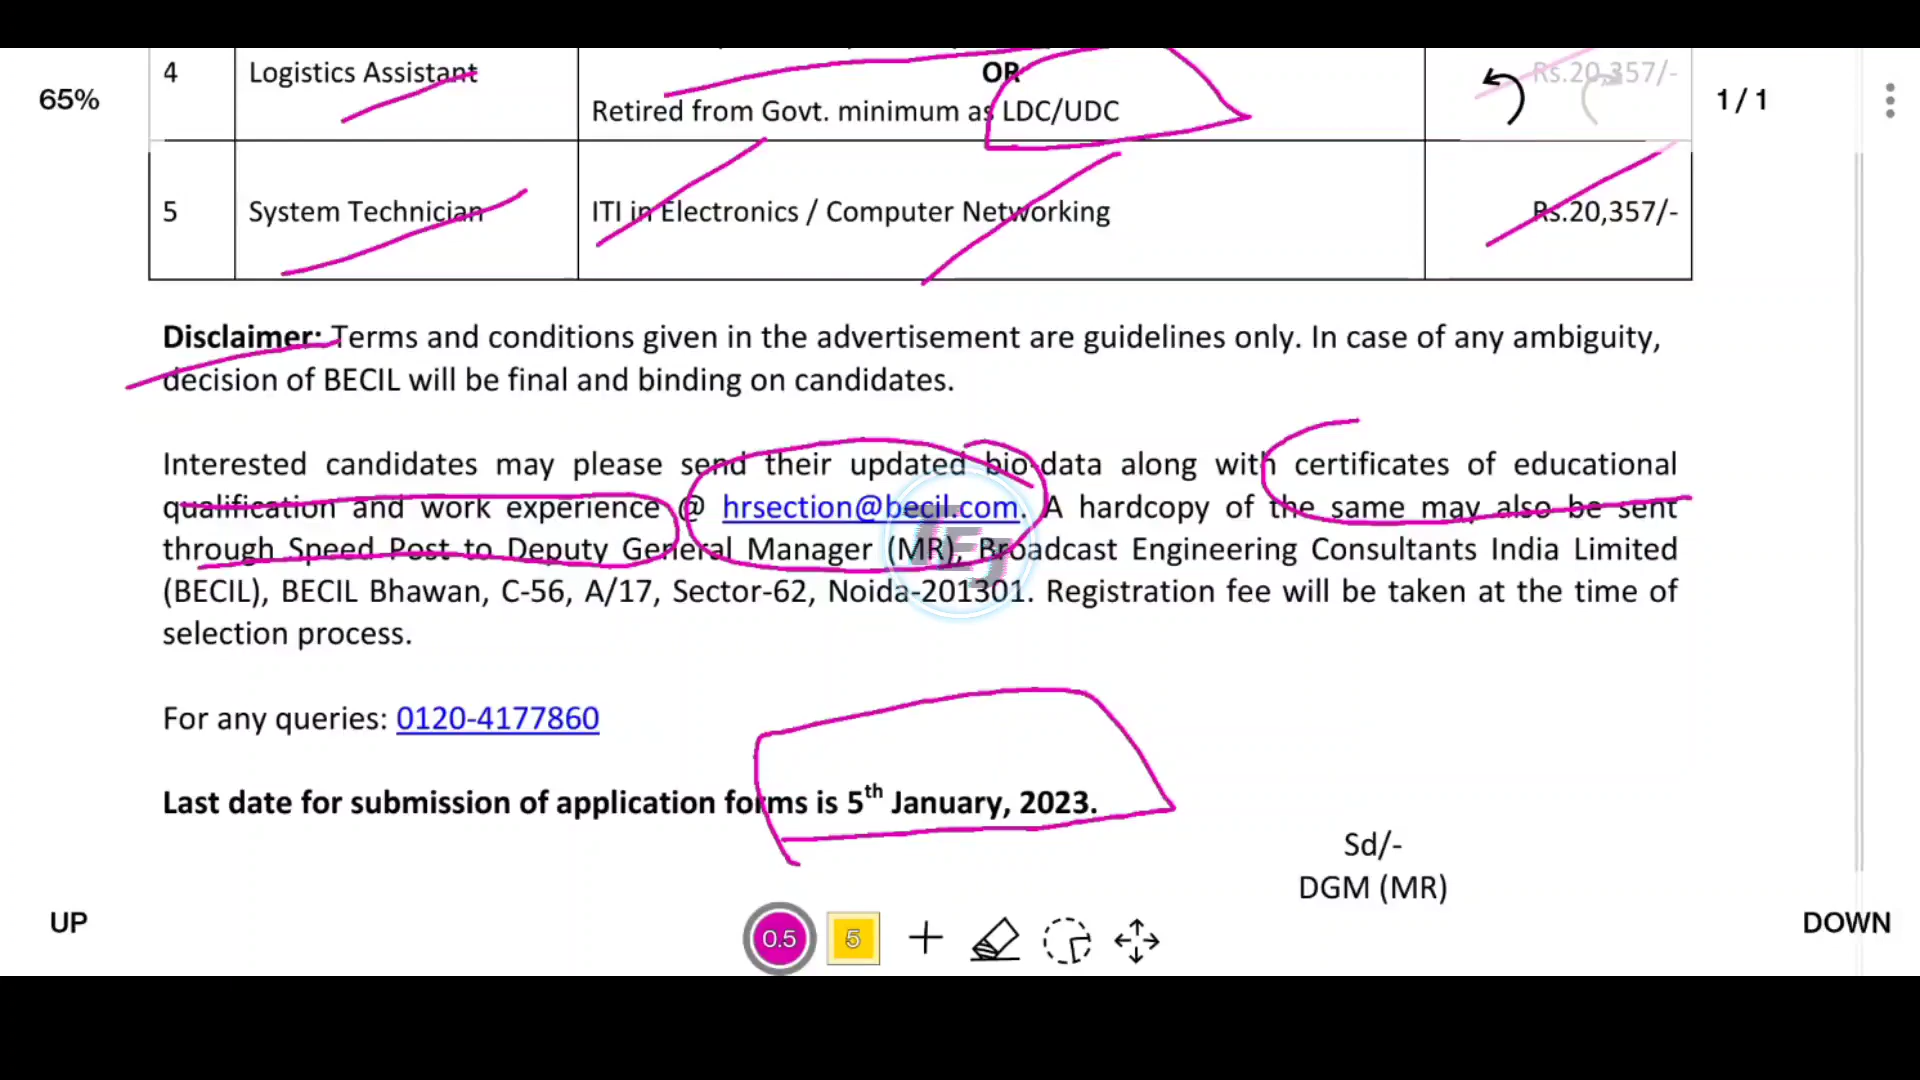 4 Logistics Assistant OR Rs.20,357/-
65% 1 / 1
Retired from Govt. minimum as LDC/UDC
5 System Technician ITI in Electronics / Computer Networking Rs.20,357/-
Disclaimer: Terms and conditions given in the advertisement are guidelines only. In case of any ambiguity,
decision of BECIL will be final and binding on candidates.
Interested candidates may please send their updated bio-data along with certificates of educational
qualification and work experience @ hrsection@becil.com. A hardcopy of the same may also be sent
through Speed Post to Deputy General Manager (MR), Broadcast Engineering Consultants India Limited
(BECIL), BECIL Bhawan, C-56, A/17, Sector-62, Noida-201301. Registration fee will be taken at the time of
selection process.
For any queries: 0120-4177860
Last date for submission of application forms is 5th January, 2023.
Sd/-
DGM (MR)
UP DOWN
0.5 5
TEJ